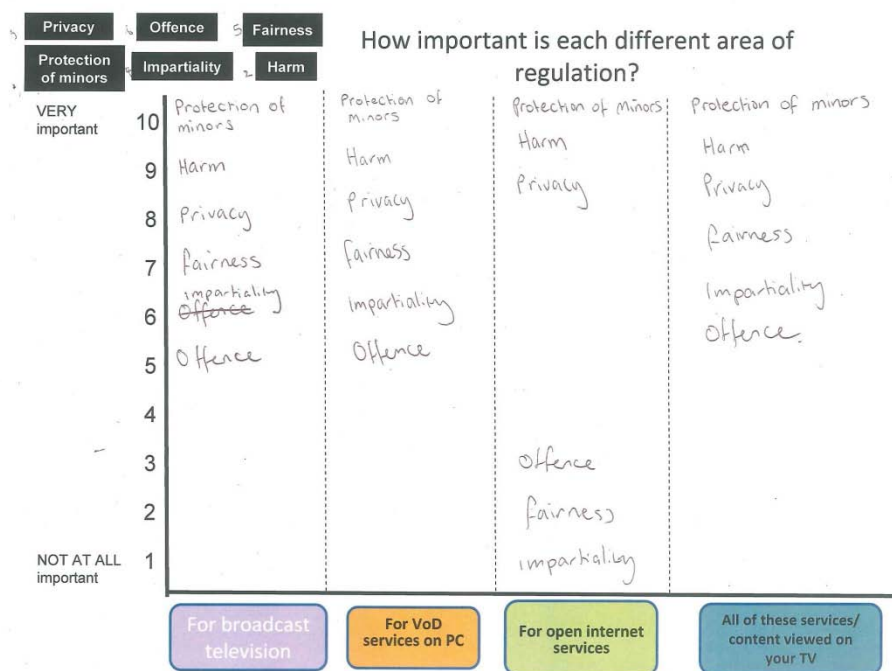 Privacy
Offence
5 Fairness
Protection
of minors
Impartiality
2 Harm
How important is each different area of
regulation?
VERY
important
10
9
8
7
6
5
4
3
2
1
NOT AT ALL
important
Protection of
minors
Harm
Privacy
fairness
impartiality
Offence
Offence
For broadcast
television
Protection of
minors
Harm
Privacy
fairness
Impartiality
Offence
For VoD
services on PC
Protection of minors
Harm
Privacy
Offence
fairness
impartiality
For open internet
services
Protection of minors
Harm
Privacy
fairness
Impartiality
Offence.
All of these services/
content viewed on
your TV